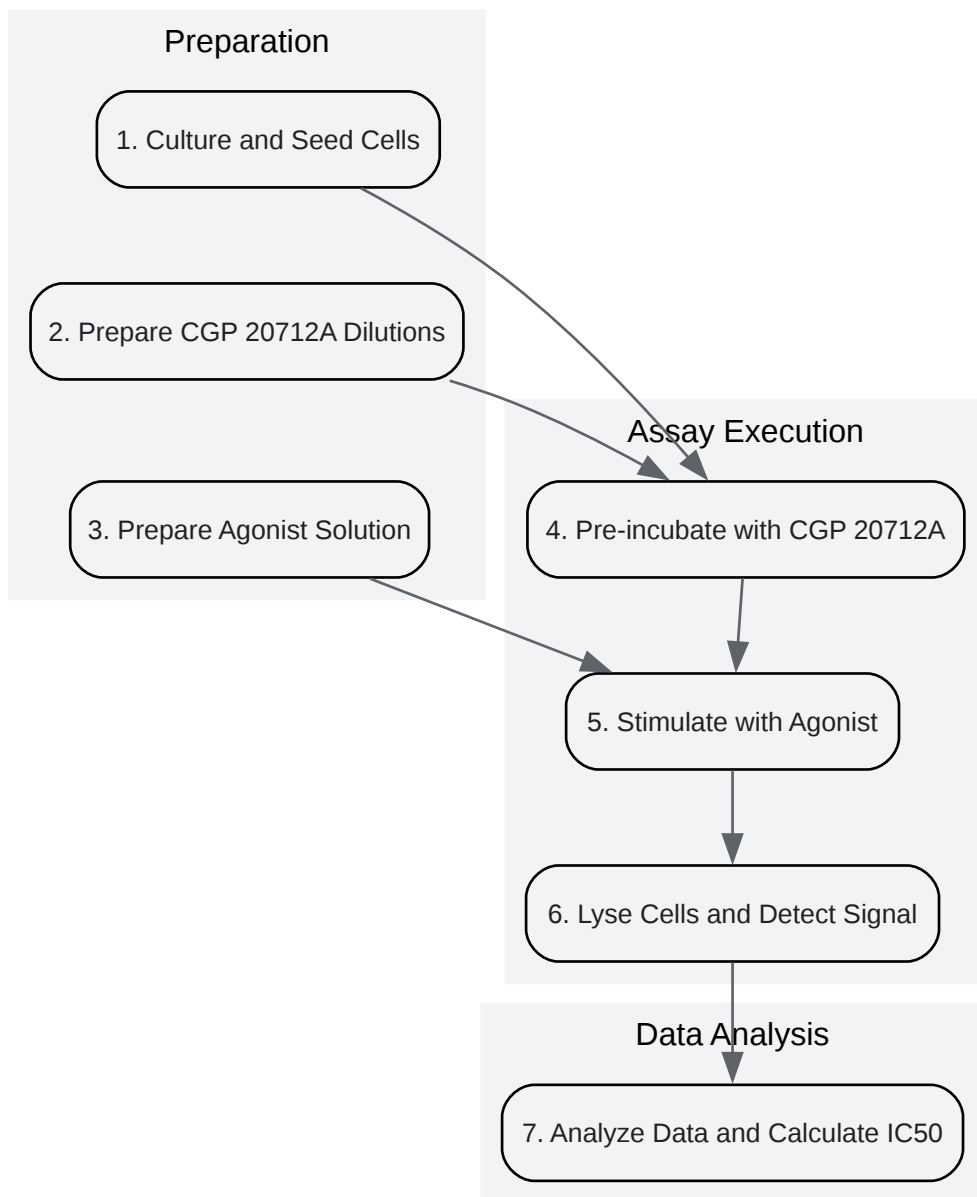 Preparation
1. Culture and Seed Cells
2. Prepare CGP 20712A Dilutions
3. Prepare Agonist Solution
Assay Execution
4. Pre-incubate with CGP 20712A
5. Stimulate with Agonist
6. Lyse Cells and Detect Signal
Data Analysis
7. Analyze Data and Calculate IC50